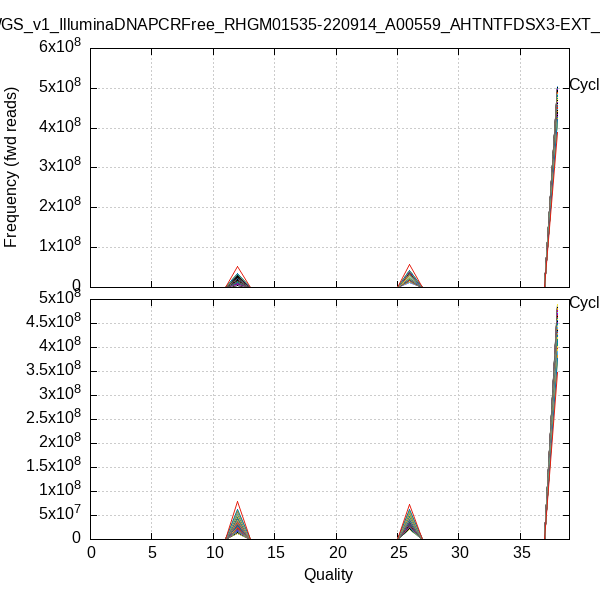 WGS_v1_IlluminaDNAPCRFree_RHGM01535-220914_A00559_AHTNTFDSX3-EXT_
6x10^8
5x10^8
4x10^8
3x10^8
2x10^8
1x10^8
0
Frequency (fwd reads)
Cycl
5x10^8
4.5x10^8
4x10^8
3.5x10^8
3x10^8
2.5x10^8
2x10^8
1.5x10^8
1x10^8
5x10^7
0
Cycl
0 5 10 15 20 25 30 35
Quality